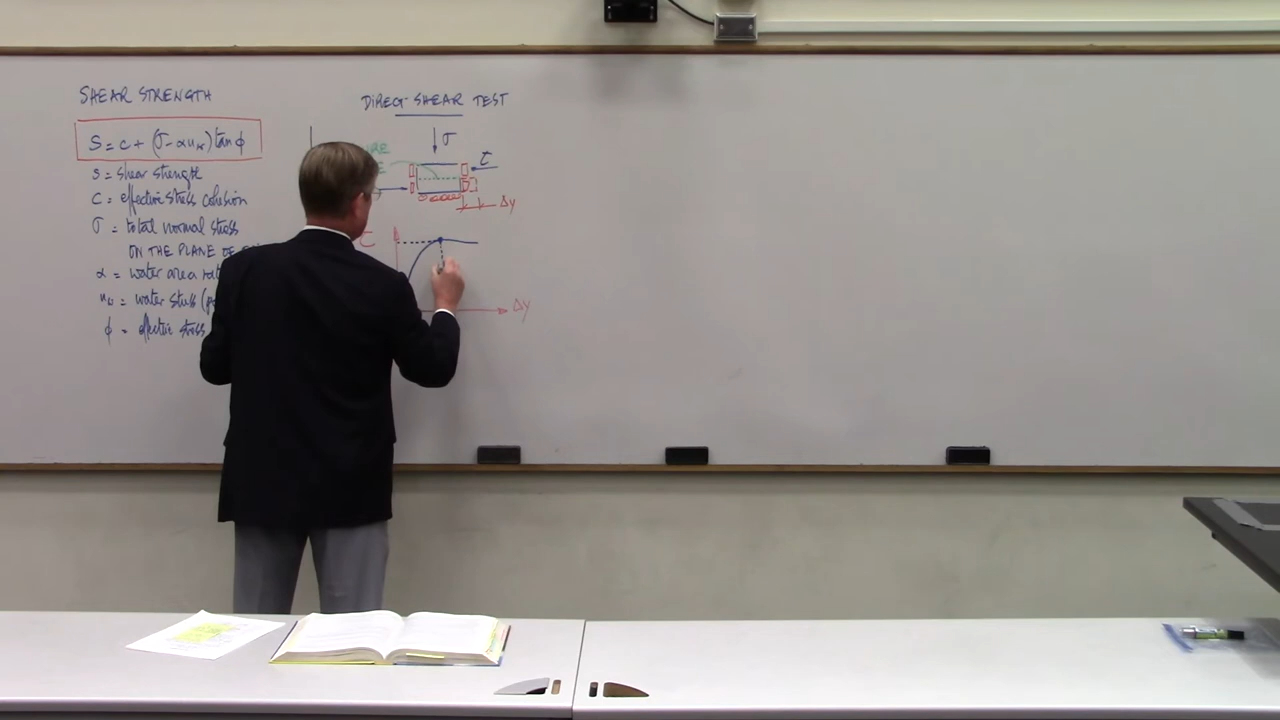 SHEAR STRENGTH
S = c + (σ - αuw) tan ϕ
s = shear strength
c = effective stress cohesion
σ = total normal stress
ON THE PLANE OF
α = water area
uw = water stress
ϕ = effective stress
DIRECT SHEAR TEST
σ
τ
Δy
τ
Δy